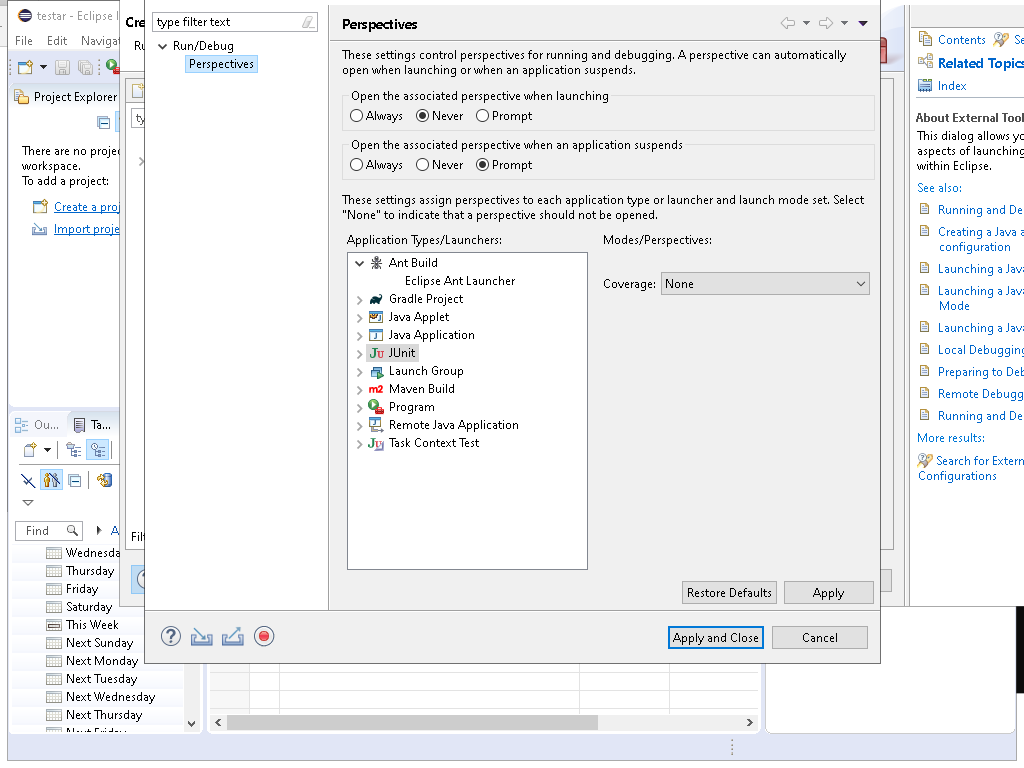 testar - Eclipse I
File Edit Navigat
Project Explorer
There are no projec
workspace.
To add a project:
Create a proj
Import proje
Ou...
Ta...
Find
A
Wednesda
Thursday
Friday
Saturday
This Week
Next Sunday
Next Monday
Next Tuesday
Next Wednesday
Next Thursday
Next Friday
Cre
Ru
ty
Filt
type filter text
Run/Debug
Perspectives
Perspectives
These settings control perspectives for running and debugging. A perspective can automatically
open when launching or when an application suspends.
Open the associated perspective when launching
Always Never Prompt
Open the associated perspective when an application suspends
Always Never Prompt
These settings assign perspectives to each application type or launcher and launch mode set. Select
"None" to indicate that a perspective should not be opened.
Application Types/Launchers:
Modes/Perspectives:
Ant Build
Eclipse Ant Launcher
Gradle Project
Java Applet
Java Application
Ju JUnit
Launch Group
m2 Maven Build
Program
Remote Java Application
Ju Task Context Test
Coverage: None
Restore Defaults Apply
Apply and Close Cancel
Contents Se
Related Topics
Index
About External Tool
This dialog allows yo
aspects of launching
within Eclipse.
See also:
Running and De
Creating a Java a
configuration
Launching a Java
Launching a Java
Mode
Launching a Java
Local Debugging
Preparing to Deb
Remote Debugg
Running and De
More results:
Search for Extern
Configurations